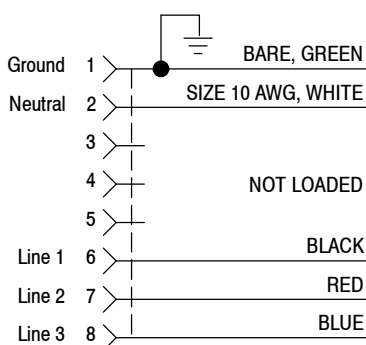 Ground 1 BARE, GREEN
Neutral 2 SIZE 10 AWG, WHITE
3
4 NOT LOADED
5
Line 1 6 BLACK
Line 2 7 RED
Line 3 8 BLUE